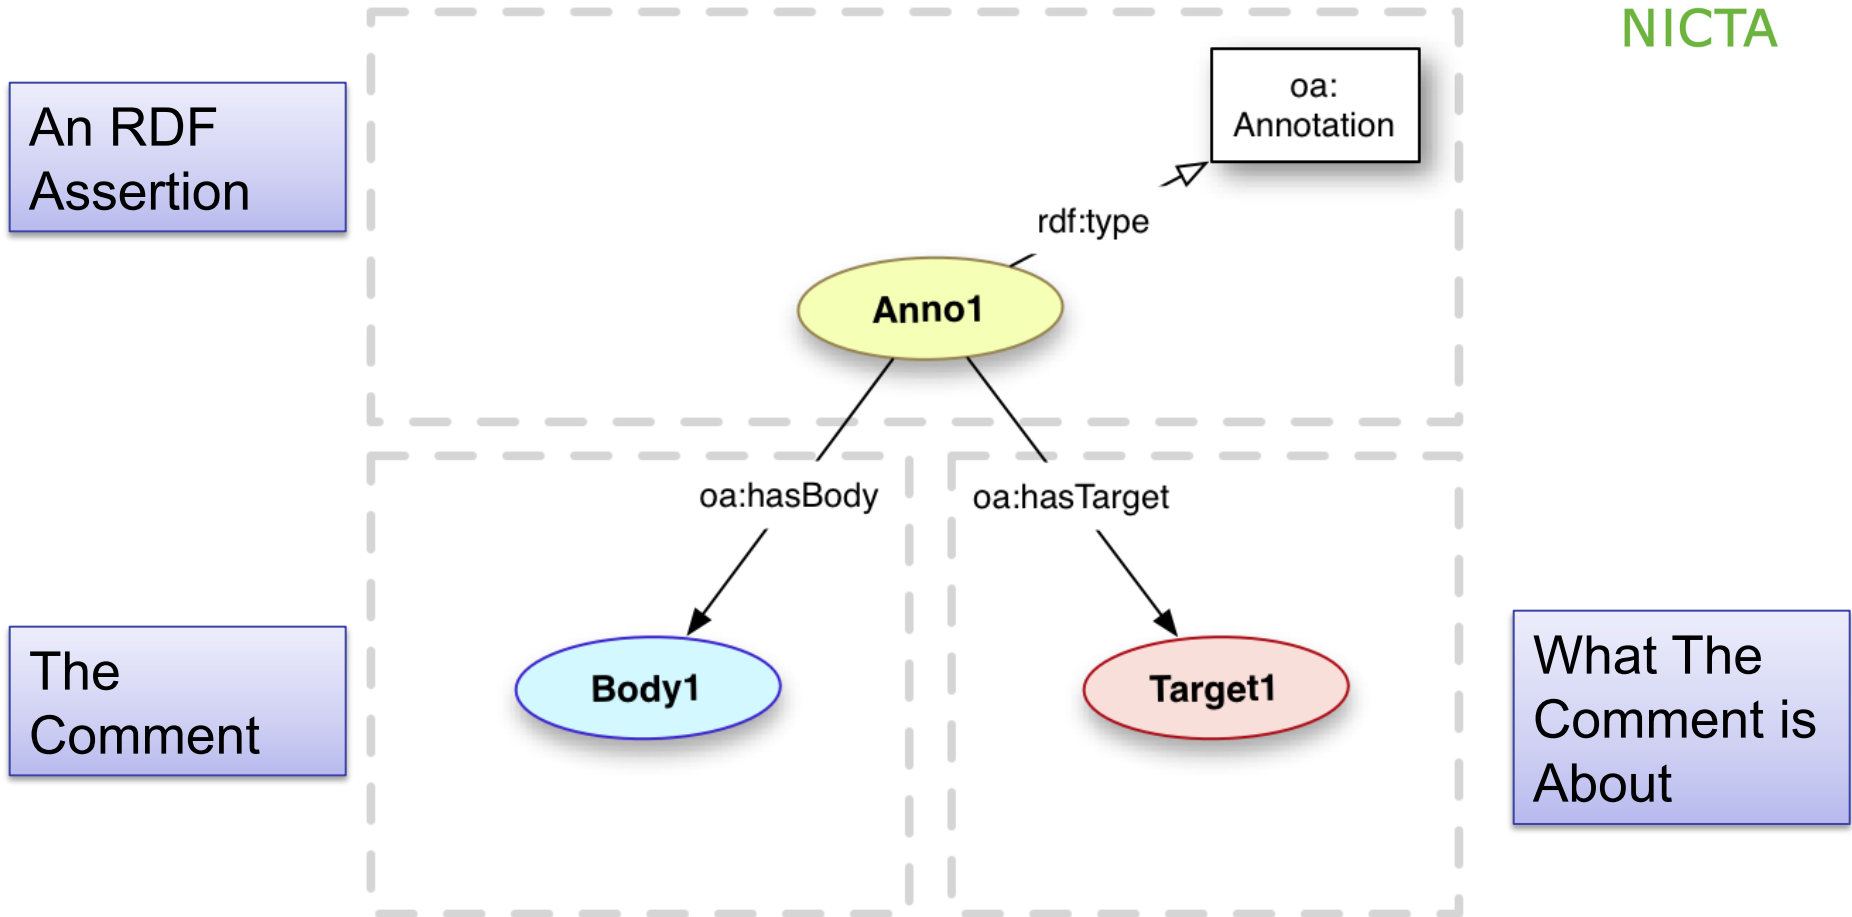 NICTA
An RDF
Assertion
oa:
Annotation
rdf:type
Anno1
oa:hasBody
oa:hasTarget
The
Comment
Body1
Target1
What The
Comment is
About